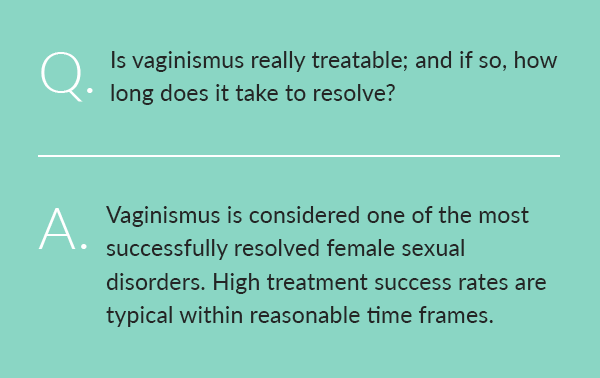 Q. Is vaginismus really treatable; and if so, how
long does it take to resolve?
A. Vaginismus is considered one of the most
successfully resolved female sexual
disorders. High treatment success rates are
typical within reasonable time frames.